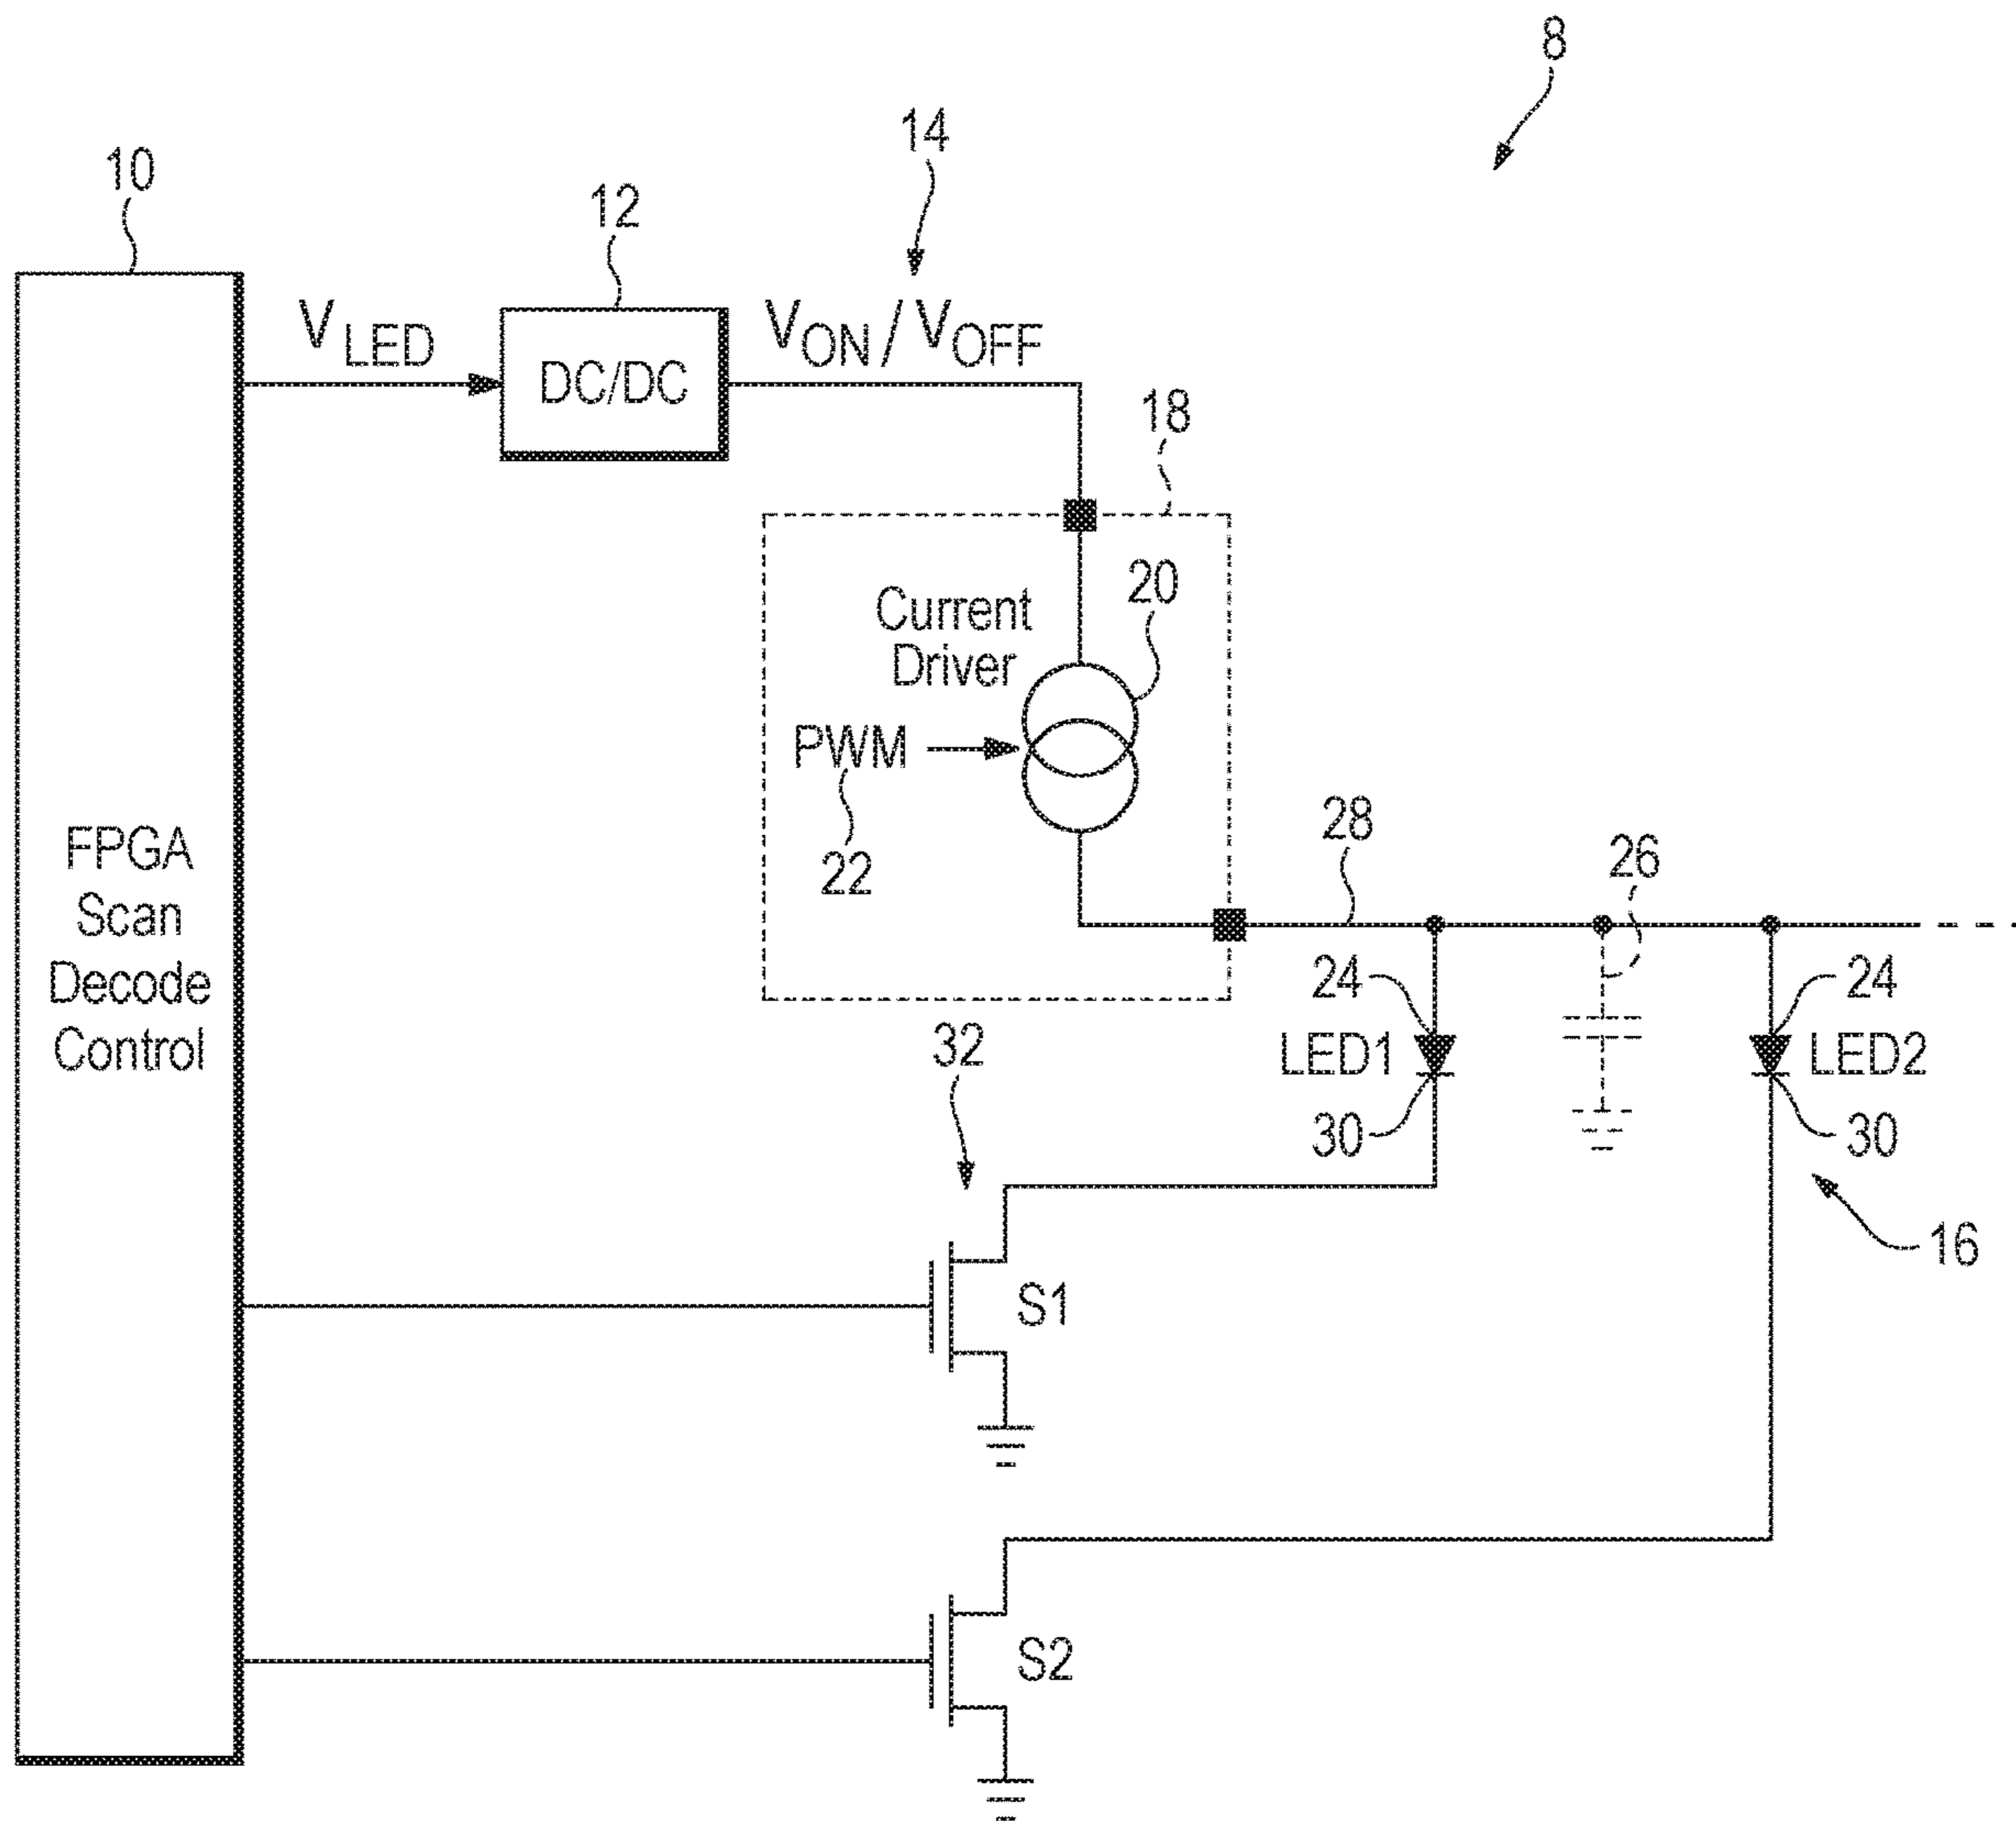 8
14
10
12
V LED
DC/DC
VON / VOFF
18
Current
Driver
20
PWM
22
28
26
FPGA
Scan
Decode
Control
24
24
LED1
LED2
30
30
32
16
S1
S2